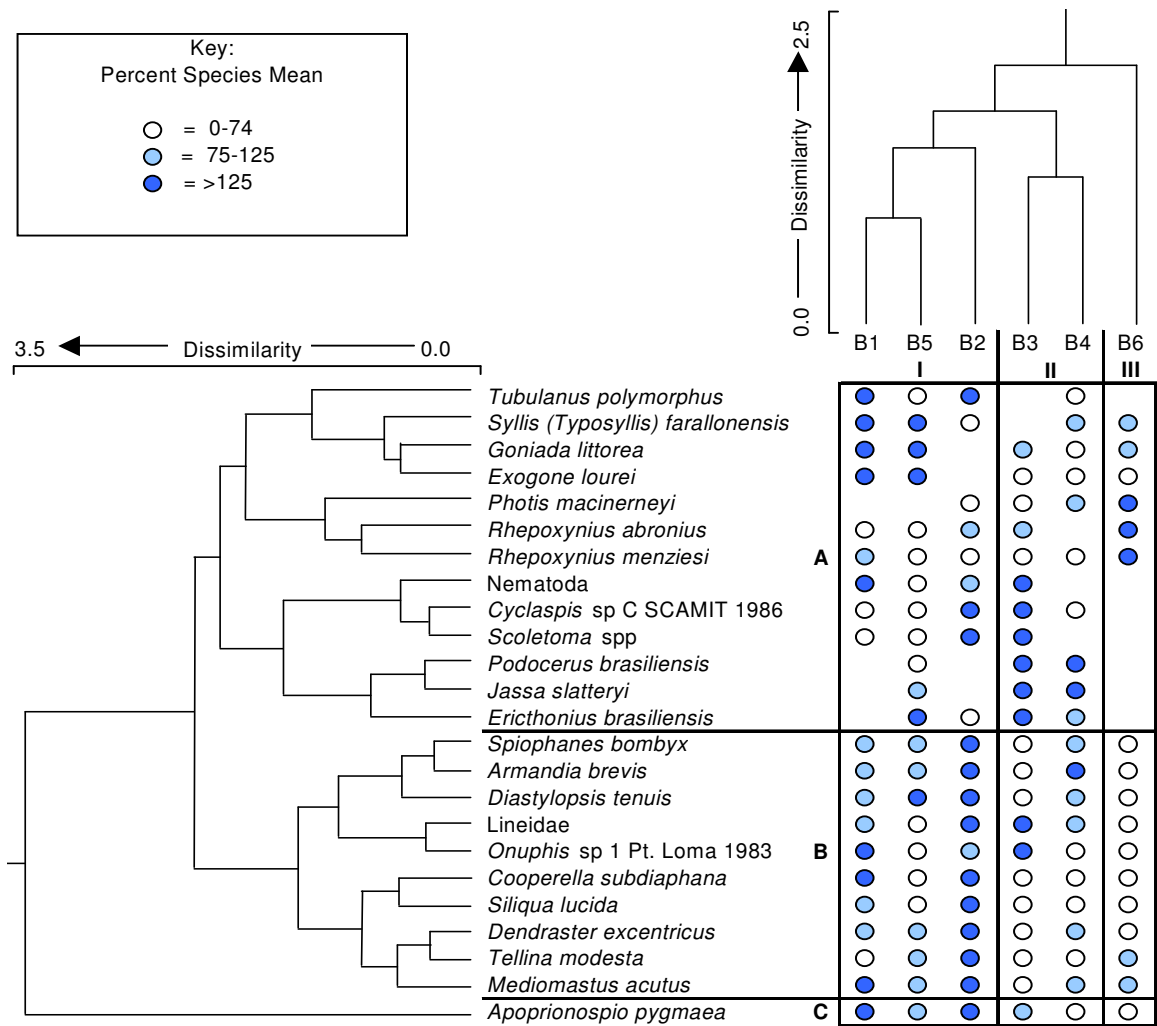 Key:
Percent Species Mean
= 0-74
= 75-125
= >125
0.0 Dissimilarity 2.5
3.5 Dissimilarity 0.0
B1 B5 B2 B3 B4 B6
I II III
Tubulanus polymorphus
Syllis (Typosyllis) farallonensis
Goniada littorea
Exogone lourei
Photis macinerneyi
Rhepoxynius abronius
Rhepoxynius menziesi A
Nematoda
Cyclaspis sp C SCAMIT 1986
Scoletoma spp
Podocerus brasiliensis
Jassa slatteryi
Ericthonius brasiliensis
Spiophanes bombyx
Armandia brevis
Diastylopsis tenuis
Lineidae
Onuphis sp 1 Pt. Loma 1983 B
Cooperella subdiaphana
Siliqua lucida
Dendraster excentricus
Tellina modesta
Mediomastus acutus
Apoprionospio pygmaea C